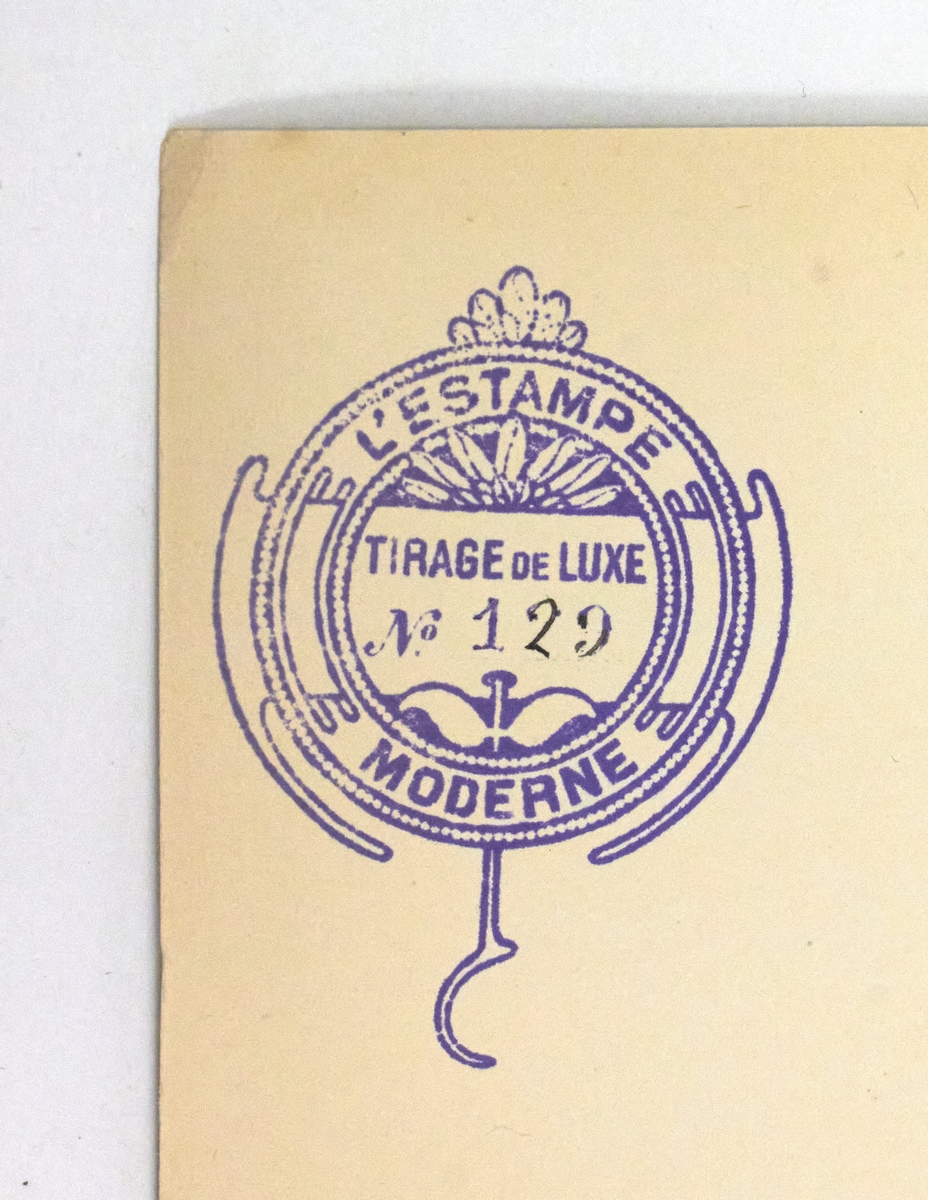 L'ESTAMPE
TIRAGE DE LUXE
No 129
MODERNE